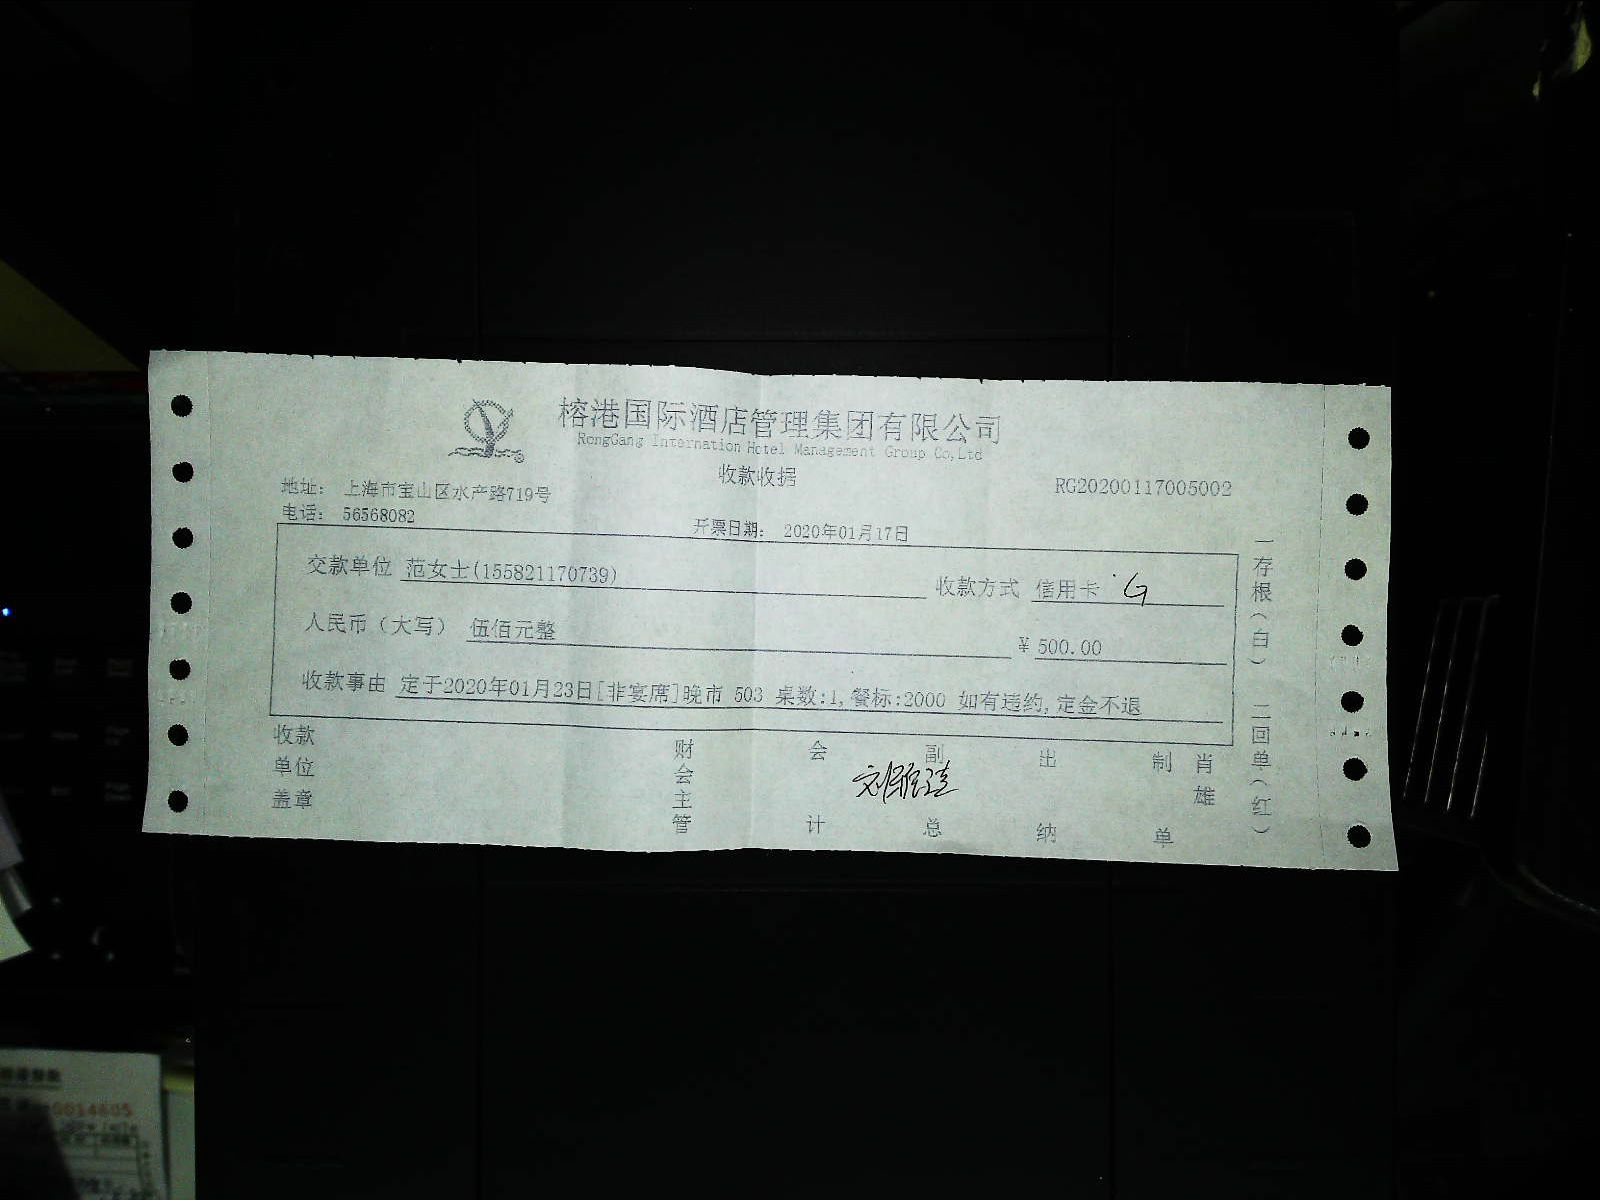 榕港国际酒店管理集团有限公司
RongGang Internation Hotel Management Group Co,Ltd
收款收据
地址： 上海市宝山区水产路719号
RG20200117005002
电话： 56568082
开票日期： 2020年01月17日
交款单位 范女士(155821170739)
收款方式 信用卡 G
人民币（大写） 伍佰元整
¥ 500.00
收款事由 定于2020年01月23日[非宴席]晚市 503 桌数:1,餐标:2000 如有违约,定金不退
一存根（白） 二回单（红）
收款单位盖章
财会主管
会计
副总
出纳
制单
肖雄
0014605